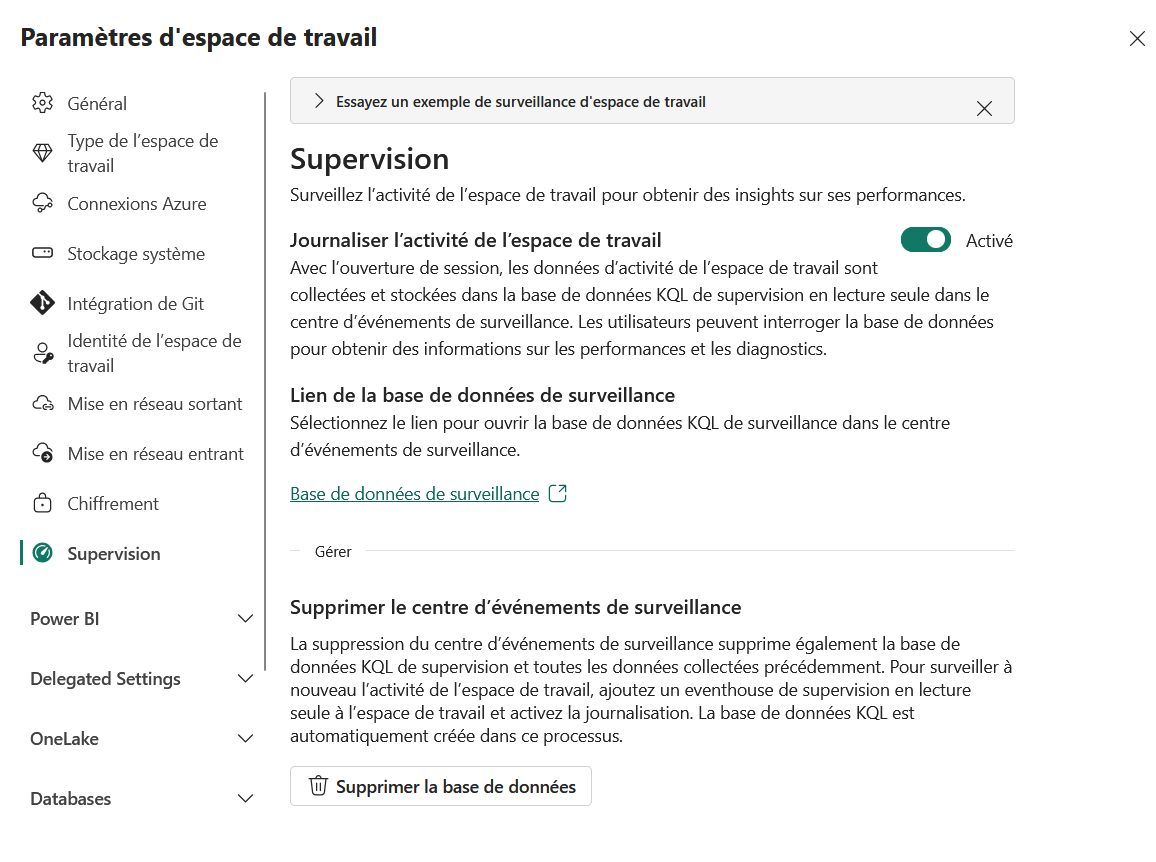 Paramètres d'espace de travail
Général
Type de l’espace de
travail
Connexions Azure
Stockage système
Intégration de Git
Identité de l’espace de
travail
Mise en réseau sortant
Mise en réseau entrant
Chiffrement
Supervision
Power BI
Delegated Settings
OneLake
Databases
Essayez un exemple de surveillance d'espace de travail
Supervision
Surveillez l’activité de l’espace de travail pour obtenir des insights sur ses performances.
Journaliser l’activité de l’espace de travail
Activé
Avec l’ouverture de session, les données d’activité de l’espace de travail sont
collectées et stockées dans la base de données KQL de supervision en lecture seule dans le
centre d’événements de surveillance. Les utilisateurs peuvent interroger la base de données
pour obtenir des informations sur les performances et les diagnostics.
Lien de la base de données de surveillance
Sélectionnez le lien pour ouvrir la base de données KQL de surveillance dans le centre
d’événements de surveillance.
Base de données de surveillance
Gérer
Supprimer le centre d’événements de surveillance
La suppression du centre d’événements de surveillance supprime également la base de
données KQL de supervision et toutes les données collectées précédemment. Pour surveiller à
nouveau l’activité de l’espace de travail, ajoutez un eventhouse de supervision en lecture
seule à l’espace de travail et activez la journalisation. La base de données KQL est
automatiquement créée dans ce processus.
Supprimer la base de données